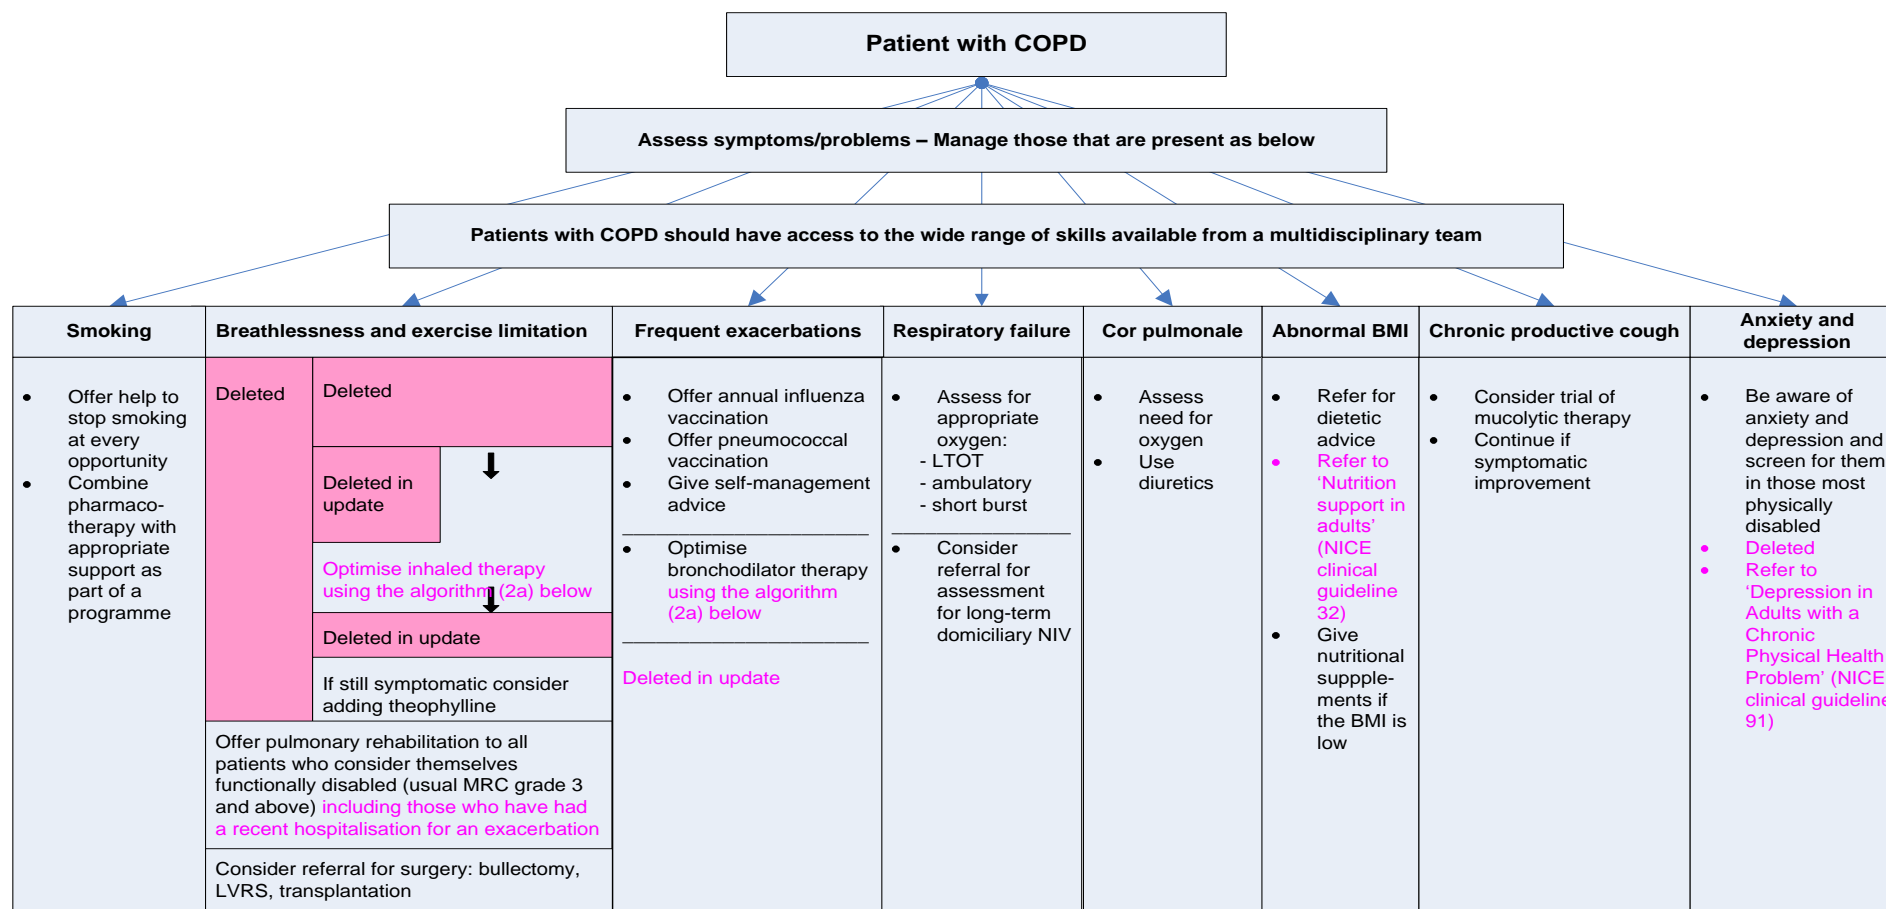 Patient with COPD
Assess symptoms/problems – Manage those that are present as below
Patients with COPD should have access to the wide range of skills available from a multidisciplinary team
Smoking
• Offer help to
stop smoking
at every
opportunity
• Combine
pharmaco-
therapy with
appropriate
support as
part of a
programme
Breathlessness and exercise limitation
Deleted
Deleted
Deleted in
update
Optimise inhaled therapy
using the algorithm (2a) below
Deleted in update
If still symptomatic consider
adding theophylline
Offer pulmonary rehabilitation to all
patients who consider themselves
functionally disabled (usual MRC grade 3
and above) including those who have had
a recent hospitalisation for an exacerbation
Consider referral for surgery: bullectomy,
LVRS, transplantation
Frequent exacerbations
• Offer annual influenza
vaccination
• Offer pneumococcal
vaccination
• Give self-management
advice
• Optimise
bronchodilator therapy
using the algorithm
(2a) below
Deleted in update
Respiratory failure
• Assess for
appropriate
oxygen:
- LTOT
- ambulatory
- short burst
• Consider
referral for
assessment
for long-term
domiciliary NIV
Cor pulmonale
• Assess
need for
oxygen
• Use
diuretics
Abnormal BMI
• Refer for
dietetic
advice
• Refer to
‘Nutrition
support in
adults’
(NICE
clinical
guideline
32)
• Give
nutritional
suppple-
ments if
the BMI is
low
Chronic productive cough
• Consider trial of
mucolytic therapy
• Continue if
symptomatic
improvement
Anxiety and
depression
• Be aware of
anxiety and
depression and
screen for them
in those most
physically
disabled
• Deleted
• Refer to
‘Depression in
Adults with a
Chronic
Physical Health
Problem’ (NICE
clinical guideline
91)